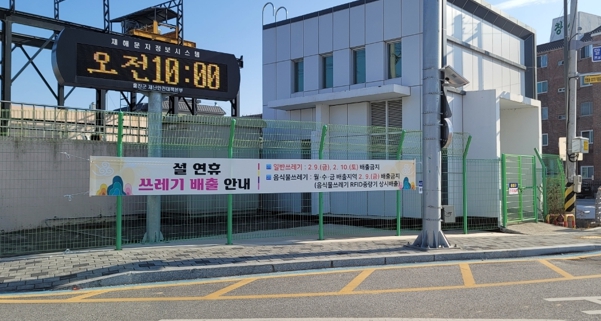 재해문자정보시스템
오전10:00
설 연휴
쓰레기 배출 안내
일반쓰레기 : 2.9.(금), 2. 10 (토) 배출금지
음식물쓰레기 : 월·수·금 배출지역 2. 9.(금) 배출금지
(음식물쓰레기 RFID종량기 상시배출)